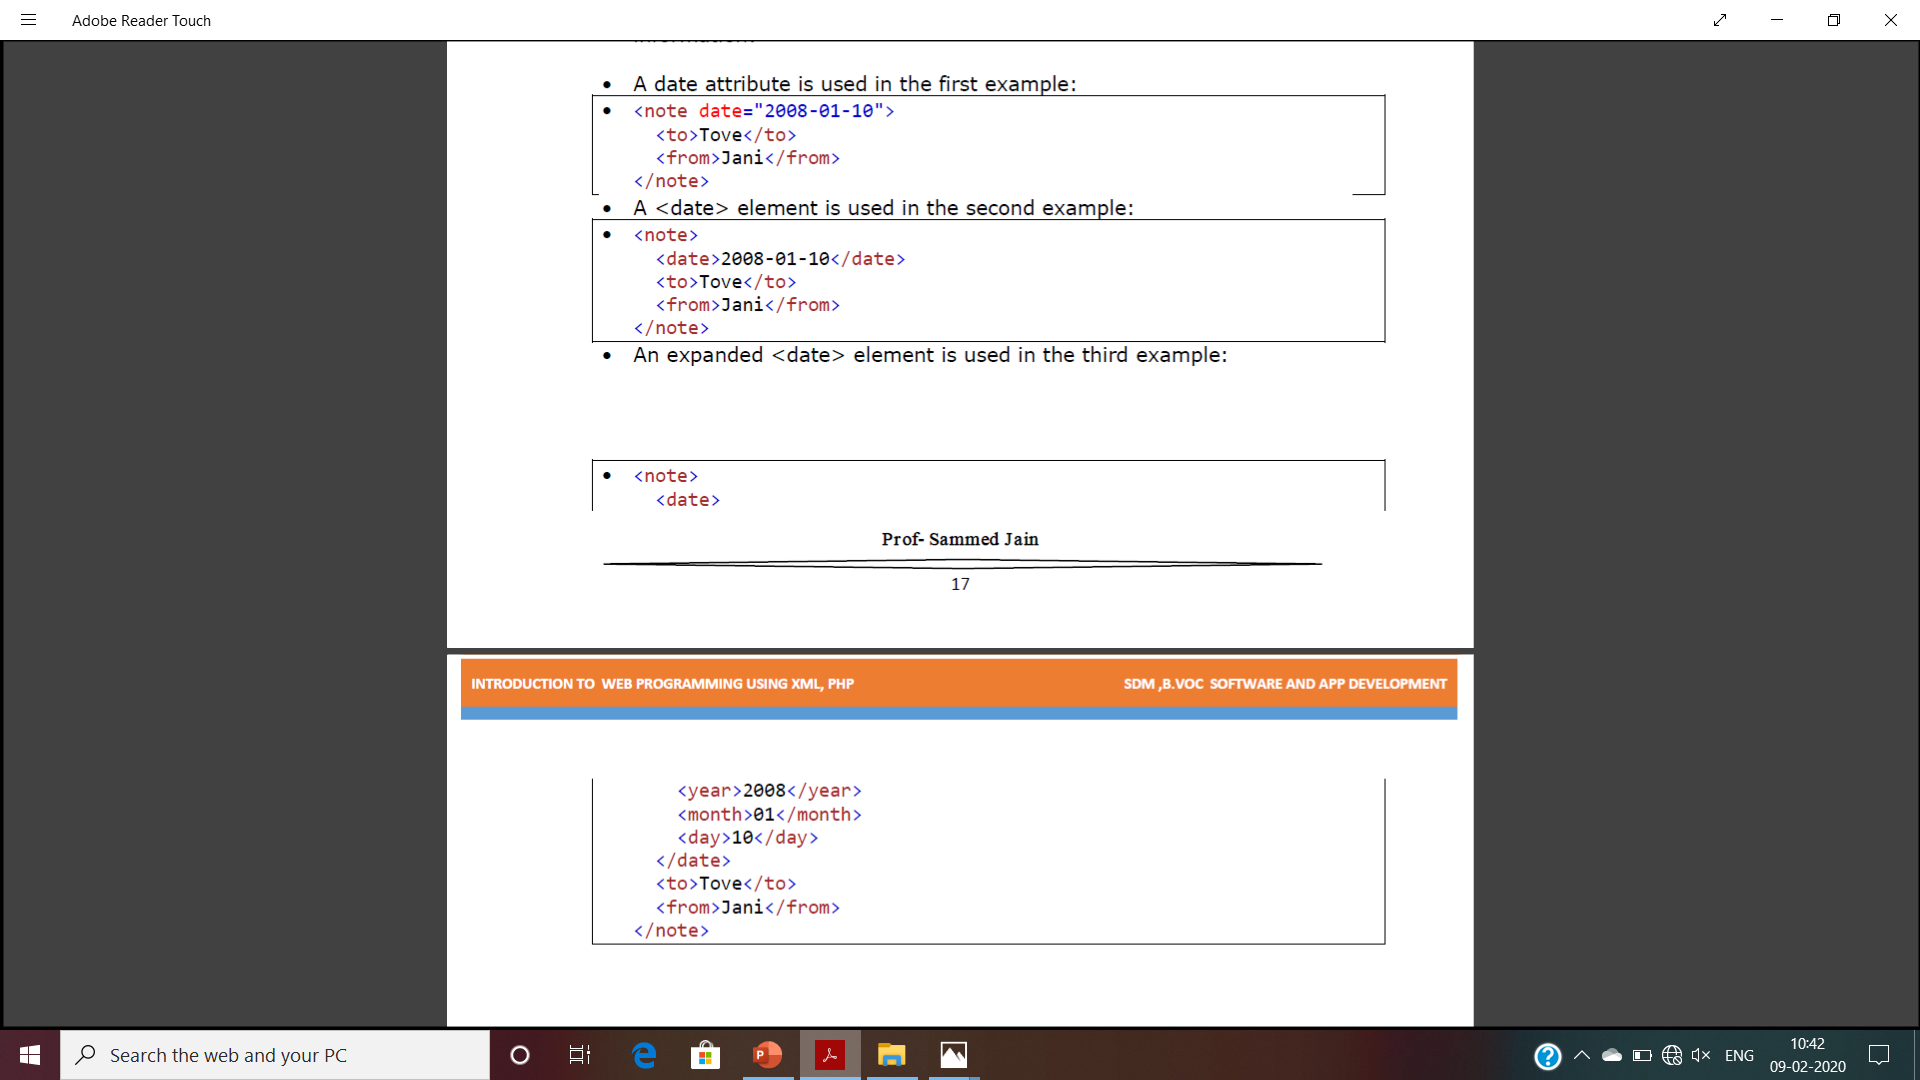 Adobe Reader Touch
• A date attribute is used in the first example:
• <note date="2008-01-10">
<to>Tove</to>
<from>Jani</from>
</note>
• A <date> element is used in the second example:
• <note>
<date>2008-01-10</date>
<to>Tove</to>
<from>Jani</from>
</note>
• An expanded <date> element is used in the third example:
• <note>
<date>
Prof- Sammed Jain
17
INTRODUCTION TO WEB PROGRAMMING USING XML, PHP SDM ,B.VOC SOFTWARE AND APP DEVELOPMENT
<year>2008</year>
<month>01</month>
<day>10</day>
</date>
<to>Tove</to>
<from>Jani</from>
</note>
Search the web and your PC
ENG
10:42
09-02-2020